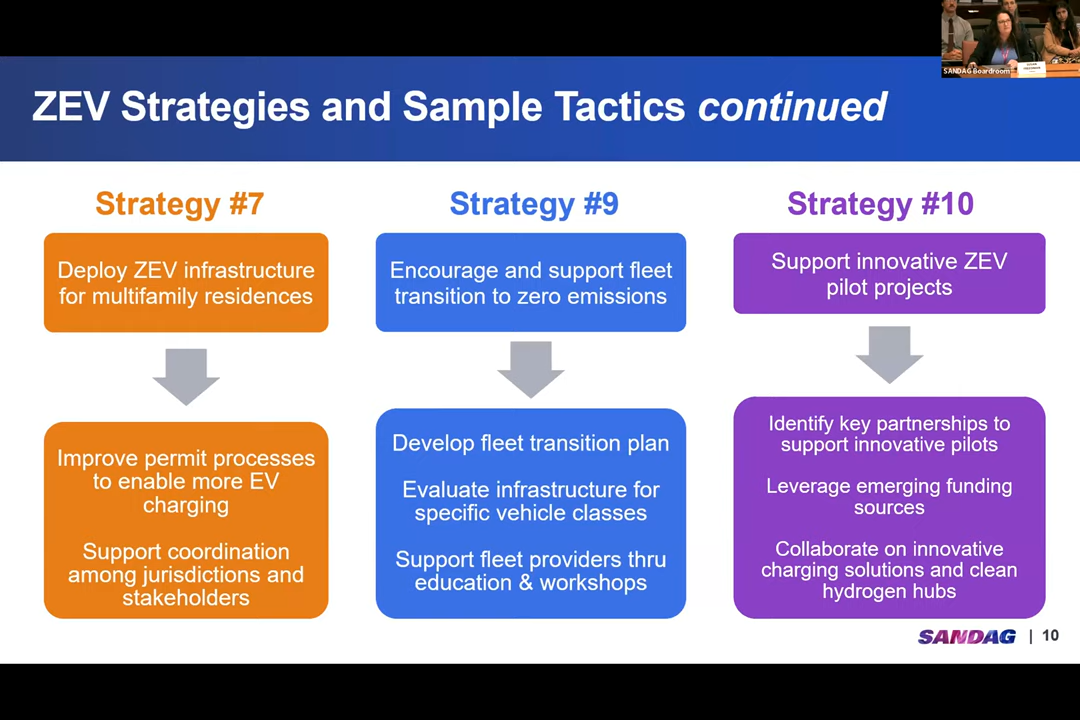 SANDAG Boardroom
ZEV Strategies and Sample Tactics continued
Strategy #7
Deploy ZEV infrastructure
for multifamily residences
Improve permit processes
to enable more EV
charging
Support coordination
among jurisdictions and
stakeholders
Strategy #9
Encourage and support fleet
transition to zero emissions
Develop fleet transition plan
Evaluate infrastructure for
specific vehicle classes
Support fleet providers thru
education & workshops
Strategy #10
Support innovative ZEV
pilot projects
Identify key partnerships to
support innovative pilots
Leverage emerging funding
sources
Collaborate on innovative
charging solutions and clean
hydrogen hubs
SANDAG | 10